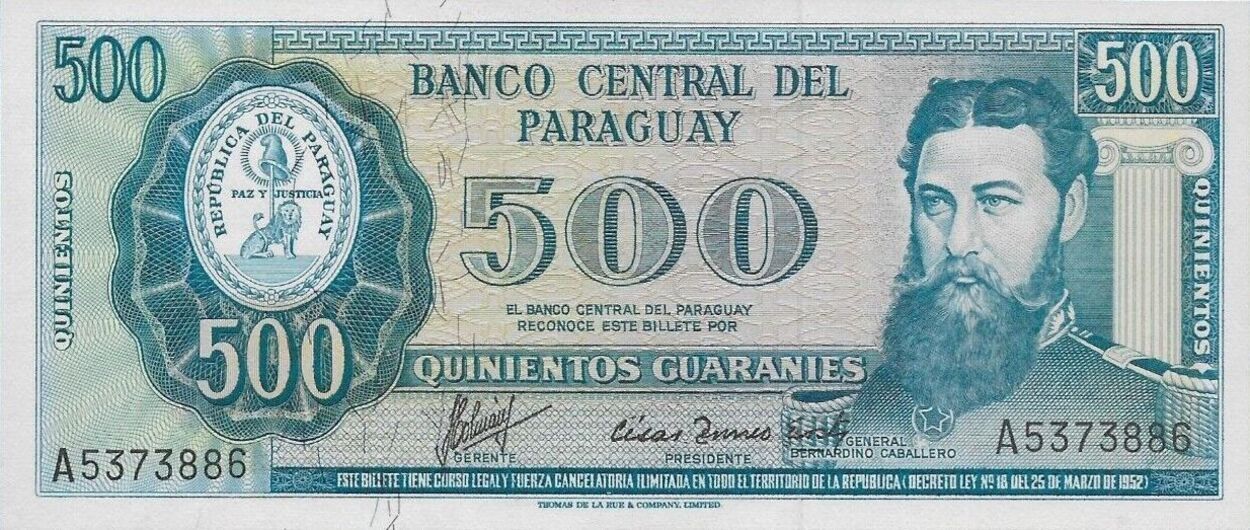 500
500
BANCO CENTRAL DEL
PARAGUAY
REPÚBLICA DEL PARAGUAY
PAZ Y JUSTICIA
500
QUINIENTOS
QUINIENTOS
EL BANCO CENTRAL DEL PARAGUAY
RECONOCE ESTE BILLETE POR
500
QUINIENTOS GUARANIES
GERENTE
César
PRESIDENTE
GENERAL
BERNARDINO CABALLERO
A5373886
A5373886
ESTE BILLETE TIENE CURSO LEGAL Y FUERZA CANCELATORIA ILIMITADA EN TODO EL TERRITORIO DE LA REPUBLICA ( DECRETO LEY Nº 18 DEL 25 DE MARZO DE 1952)
THOMAS DE LA RUE & COMPANY, LIMITED.